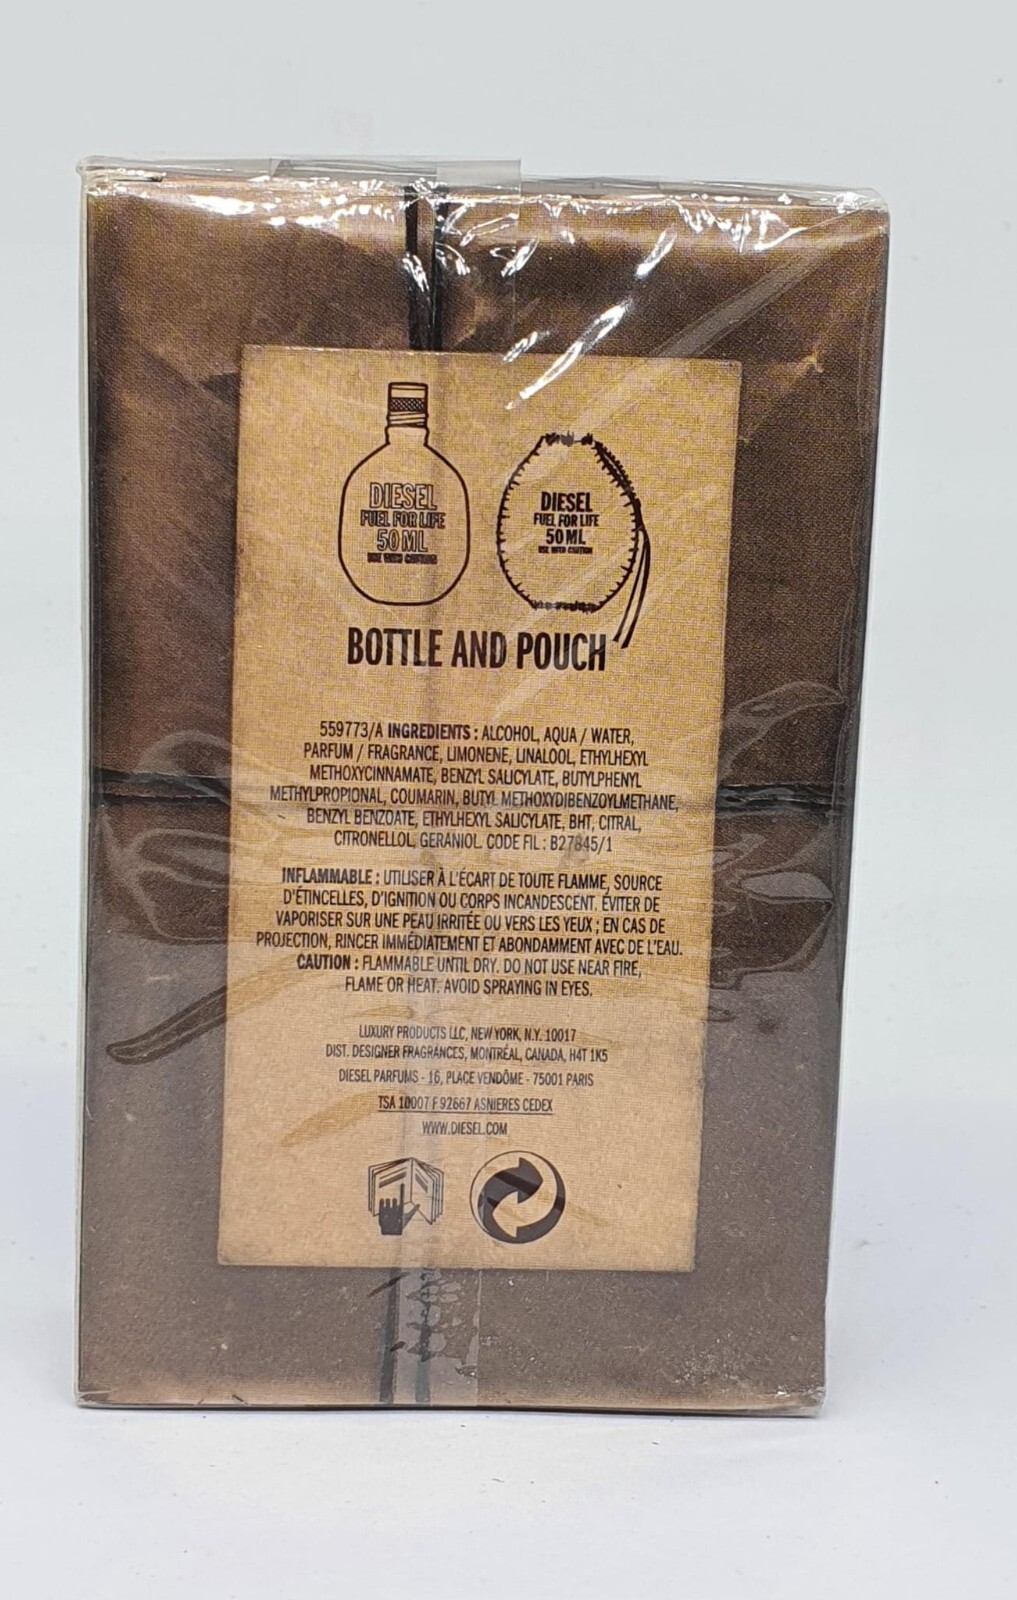 DIESEL
FUEL FOR LIFE
50 ML
USE WITH CAUTION
DIESEL
FUEL FOR LIFE
50 ML
USE WITH CAUTION
BOTTLE AND POUCH
559773/A INGREDIENTS : ALCOHOL, AQUA / WATER,
PARFUM / FRAGRANCE, LIMONENE, LINALOOL, ETHYLHEXYL
METHOXYCINNAMATE, BENZYL SALICYLATE, BUTYLPHENYL
METHYLPROPIONAL, COUMARIN, BUTYL METHOXYDIBENZOYLMETHANE,
BENZYL BENZOATE, ETHYLHEXYL SALICYLATE, BHT, CITRAL,
CITRONELLOL, GERANIOL. CODE FIL : B27845/1
INFLAMMABLE : UTILISER À L'ÉCART DE TOUTE FLAMME, SOURCE
D'ÉTINCELLES, D'IGNITION OU CORPS INCANDESCENT. ÉVITER DE
VAPORISER SUR UNE PEAU IRRITÉE OU VERS LES YEUX ; EN CAS DE
PROJECTION, RINCER IMMÉDIATEMENT ET ABONDAMMENT AVEC DE L'EAU.
CAUTION : FLAMMABLE UNTIL DRY. DO NOT USE NEAR FIRE,
FLAME OR HEAT. AVOID SPRAYING IN EYES.
LUXURY PRODUCTS LLC, NEW YORK, N.Y. 10017
DIST. DESIGNER FRAGRANCES, MONTRÉAL, CANADA, H4T 1K5
DIESEL PARFUMS - 16, PLACE VENDÔME - 75001 PARIS
TSA 10007 F 92667 ASNIERES CEDEX
WWW.DIESEL.COM